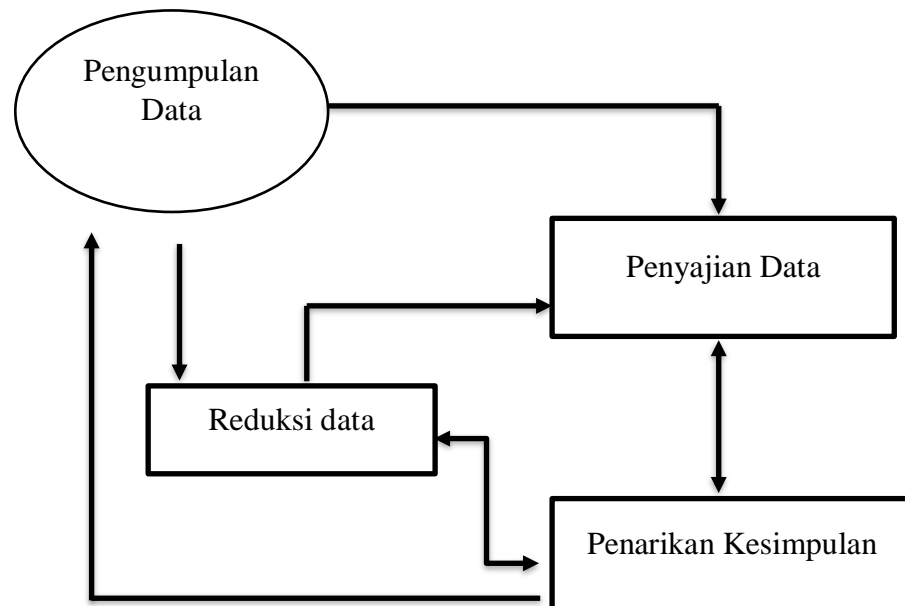 Pengumpulan
Data
Penyajian Data
Reduksi data
Penarikan Kesimpulan